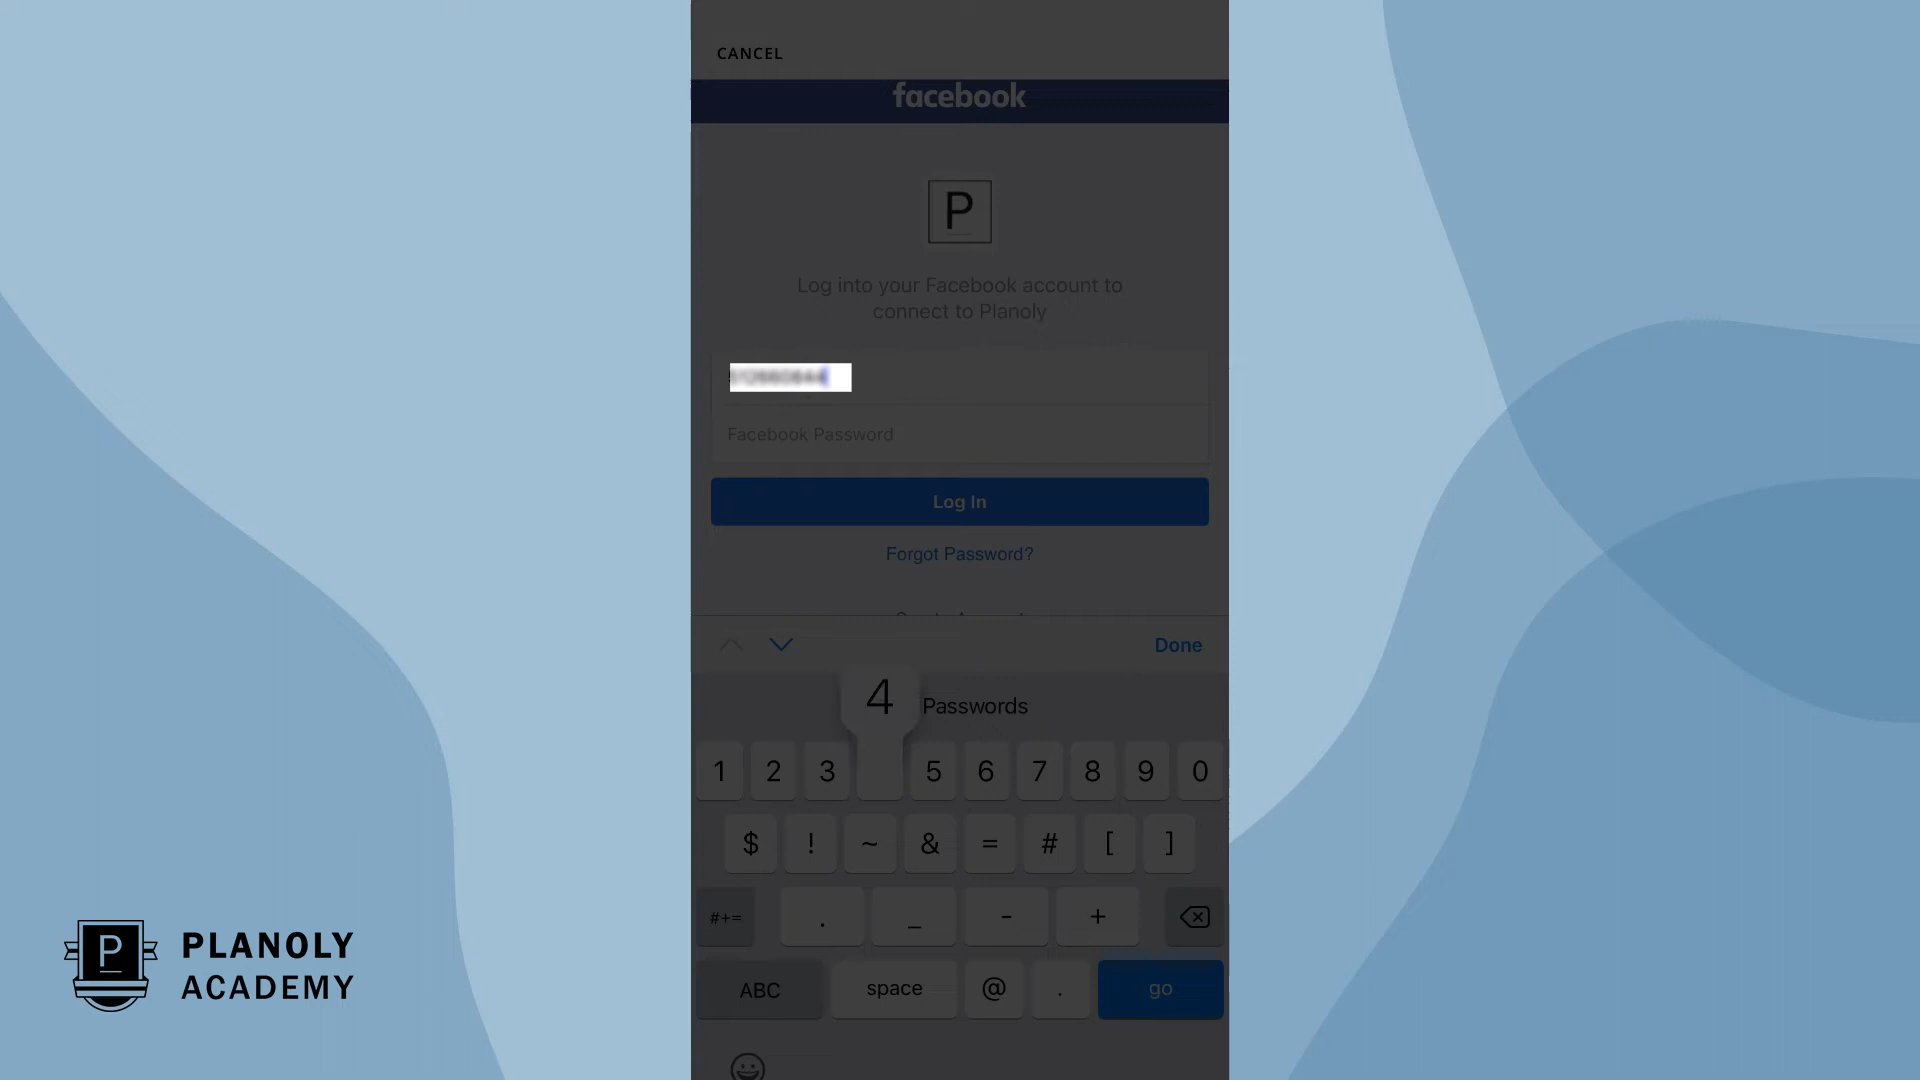 CANCEL
facebook
P
Log into your Facebook account to
connect to Planoly
Facebook Password
Log In
Forgot Password?
Done
4
Passwords
1 2 3 5 6 7 8 9 0
$ ! ~ & = # [ ]
#+= . _ - +
ABC space @ . go
P
PLANOLY
ACADEMY